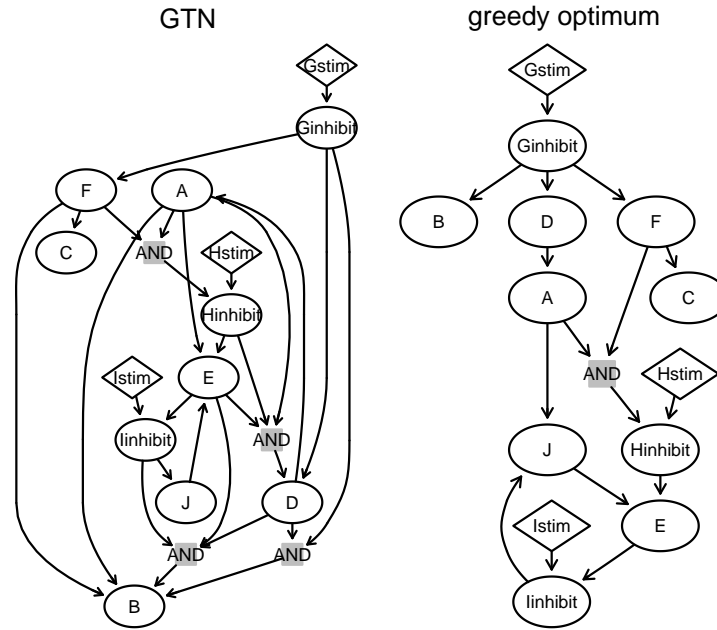 GTN
Gstim
Ginhibit
F
A
C
AND
Hstim
Hinhibit
Istim
E
Iinhibit
AND
J
D
AND
AND
B
greedy optimum
Gstim
Ginhibit
B
D
F
A
C
AND
Hstim
J
Hinhibit
Istim
E
Iinhibit